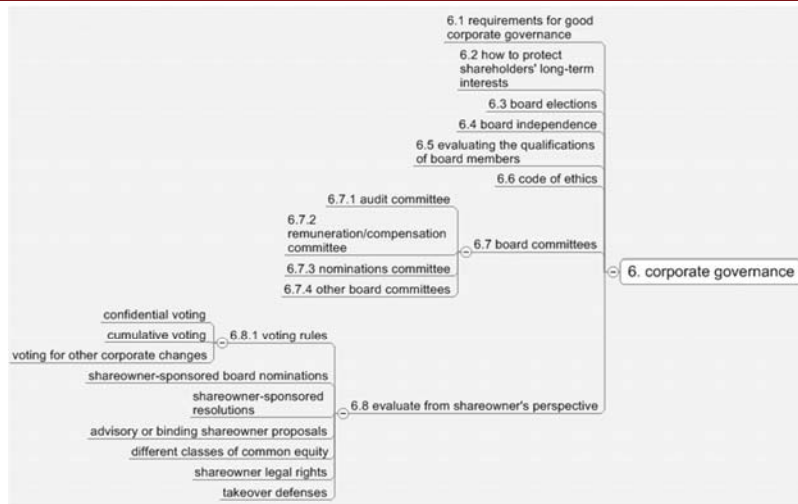 6.1 requirements for good
corporate governance
6.2 how to protect
shareholders' long-term
interests
6.3 board elections
6.4 board independence
6.5 evaluating the qualifications
of board members
6.6 code of ethics
6.7.1 audit committee
6.7.2
remuneration/compensation
committee
6.7.3 nominations committee
6.7.4 other board committees
6.7 board committees
6. corporate governance
confidential voting
cumulative voting
voting for other corporate changes
6.8.1 voting rules
shareowner-sponsored board nominations
shareowner-sponsored
resolutions
advisory or binding shareowner proposals
different classes of common equity
shareowner legal rights
takeover defenses
6.8 evaluate from shareowner's perspective